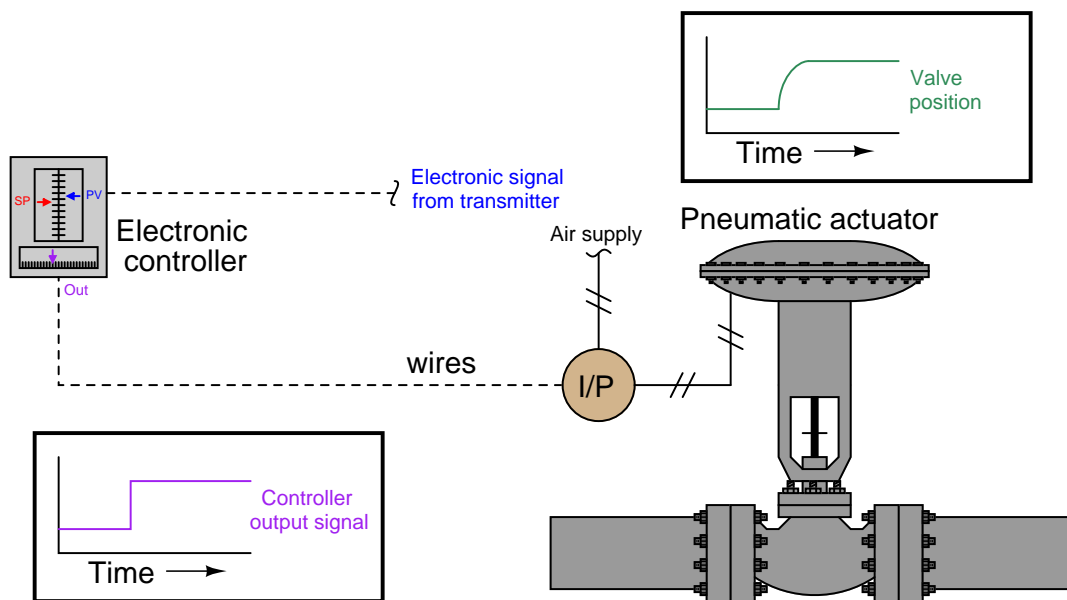 Valve
position
Time
SP
PV
Electronic signal
from transmitter
Electronic
controller
Out
Air supply
Pneumatic actuator
wires
I/P
Controller
output signal
Time